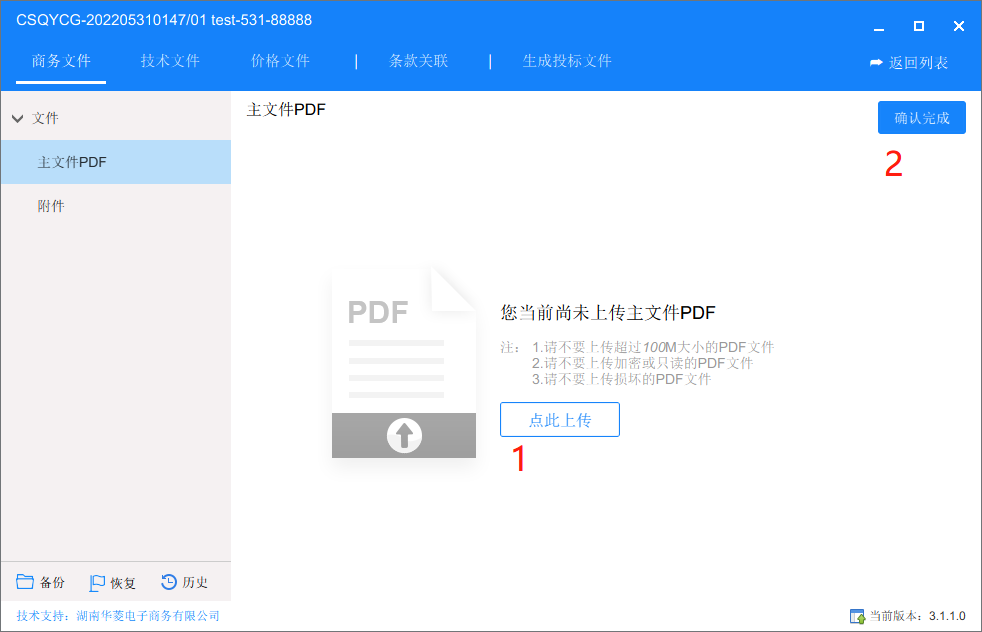 CSQYCG-202205310147/01 test-531-88888
商务文件 技术文件 价格文件 | 条款关联 | 生成投标文件 返回列表
文件
主文件PDF
附件
主文件PDF
确认完成
2
PDF
您当前尚未上传主文件PDF
注： 1.请不要上传超过100M大小的PDF文件
2.请不要上传加密或只读的PDF文件
3.请不要上传损坏的PDF文件
点此上传
1
备份 恢复 历史
技术支持：湖南华菱电子商务有限公司
当前版本：3.1.1.0